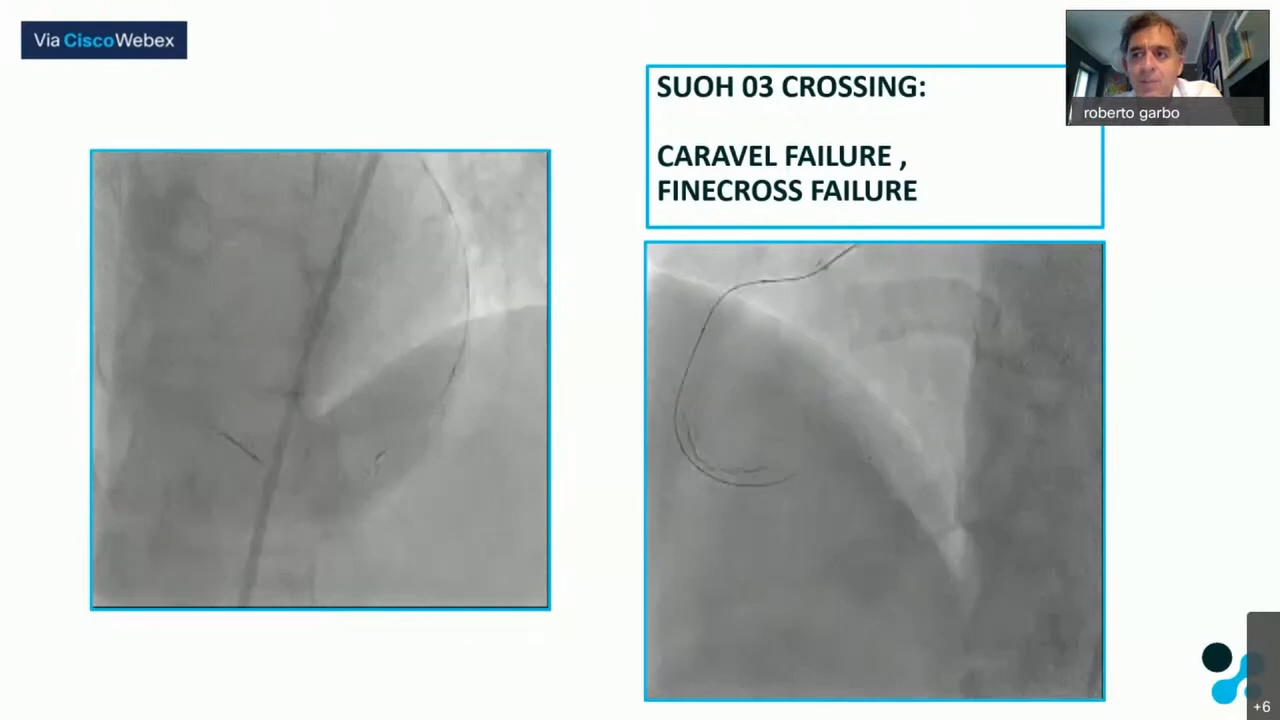 Via CiscoWebex
SUOH 03 CROSSING:
CARAVEL FAILURE ,
FINECROSS FAILURE
roberto garbo
+6